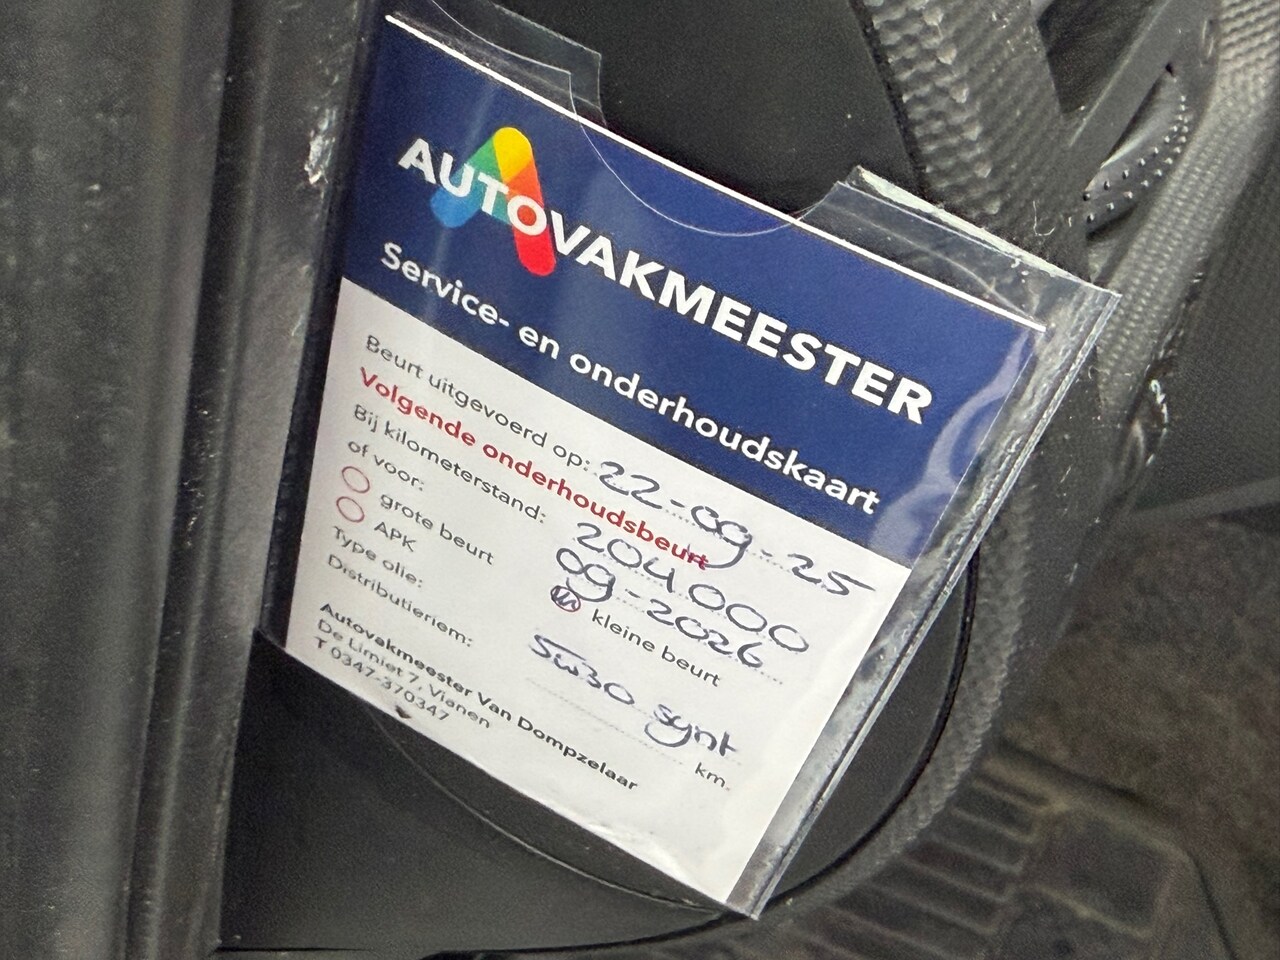 AUTOVAKMEESTER
Service- en onderhoudskaart
Beurt uitgevoerd op: 22-09-25
Volgende onderhoudsbeurt
Bij kilometerstand: 204000
of voor: 09-2026
grote beurt kleine beurt
APK
Type olie: 5w30 synt
Distributieriem: km.
Autovakmeester Van Dompzelaar
De Limiet 7, Vianen
T 0347-370347